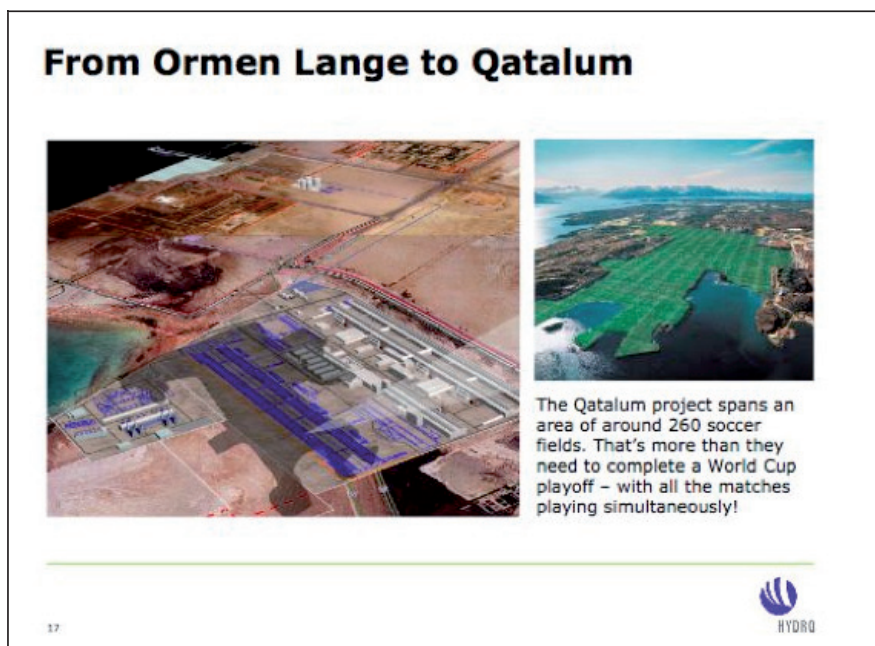 From Ormen Lange to Qatalum
The Qatalum project spans an
area of around 260 soccer
fields. That's more than they
need to complete a World Cup
playoff – with all the matches
playing simultaneously!
17
HYDRO